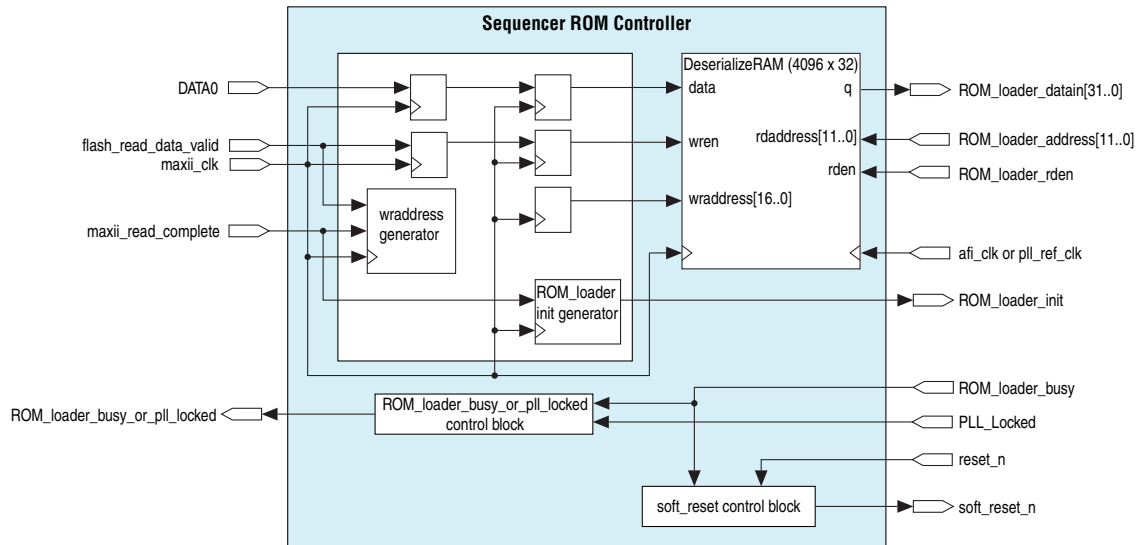 Sequencer ROM Controller
DeserializeRAM (4096 x 32)
DATA0
data
q
ROM_loader_datain[31..0]
flash_read_data_valid
wren
rdaddress[11..0]
ROM_loader_address[11..0]
maxii_clk
rden
ROM_loader_rden
wraddress
generator
wraddress[16..0]
maxii_read_complete
afi_clk or pll_ref_clk
ROM_loader
init generator
ROM_loader_init
ROM_loader_busy
ROM_loader_busy_or_pll_locked
ROM_loader_busy_or_pll_locked
control block
PLL_Locked
reset_n
soft_reset control block
soft_reset_n